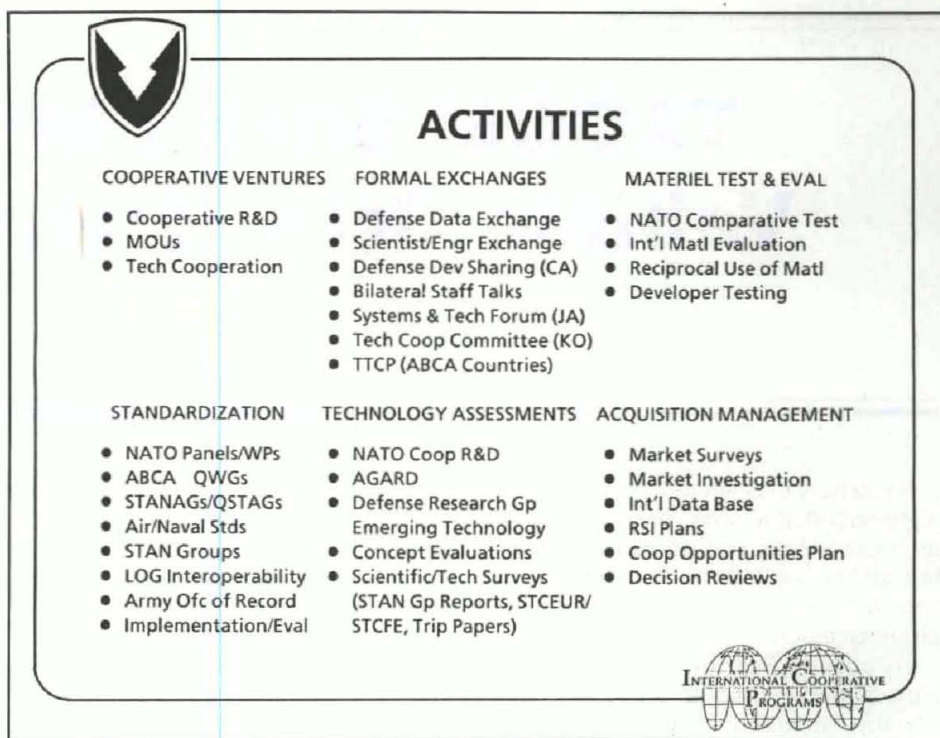 ACTIVITIES
COOPERATIVE VENTURES
• Cooperative R&D
• MOUs
• Tech Cooperation
FORMAL EXCHANGES
• Defense Data Exchange
• Scientist/Engr Exchange
• Defense Dev Sharing (CA)
• Bilateral Staff Talks
• Systems & Tech Forum (JA)
• Tech Coop Committee (KO)
• TTCP (ABCA Countries)
MATERIEL TEST & EVAL
• NATO Comparative Test
• Int'l Matl Evaluation
• Reciprocal Use of Matl
• Developer Testing
STANDARDIZATION
• NATO Panels/WPs
• ABCA QWGs
• STANAGs/QSTAGs
• Air/Naval Stds
• STAN Groups
• LOG Interoperability
• Army Ofc of Record
• Implementation/Eval
TECHNOLOGY ASSESSMENTS
• NATO Coop R&D
• AGARD
• Defense Research Gp
Emerging Technology
• Concept Evaluations
• Scientific/Tech Surveys
(STAN Gp Reports, STCEUR/
STCFE, Trip Papers)
ACQUISITION MANAGEMENT
• Market Surveys
• Market Investigation
• Int'l Data Base
• RSI Plans
• Coop Opportunities Plan
• Decision Reviews
INTERNATIONAL COOPERATIVE
PROGRAMS